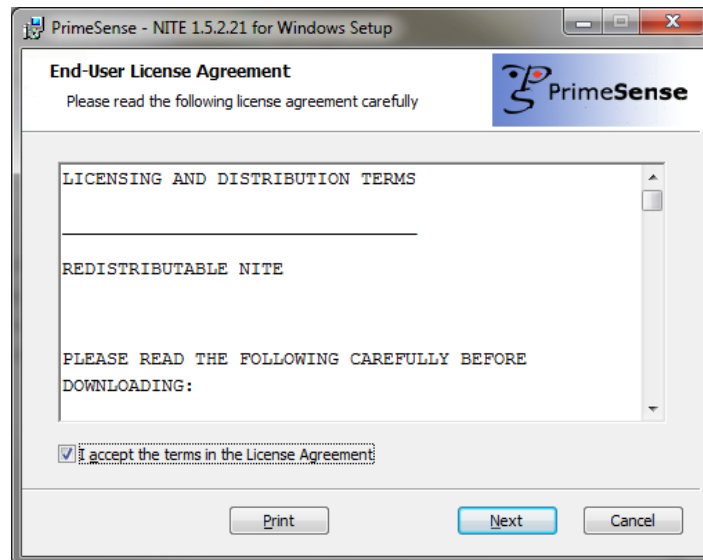 PrimeSense - NITE 1.5.2.21 for Windows Setup
End-User License Agreement
Please read the following license agreement carefully
PrimeSense
LICENSING AND DISTRIBUTION TERMS
_________________________________
REDISTRIBUTABLE NITE
PLEASE READ THE FOLLOWING CAREFULLY BEFORE
DOWNLOADING:
I accept the terms in the License Agreement
Print
Next
Cancel